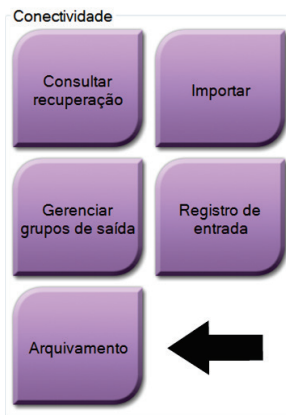 Conectividade
Consultar
recuperação
Importar
Gerenciar
grupos de saída
Registro de
entrada
Arquivamento